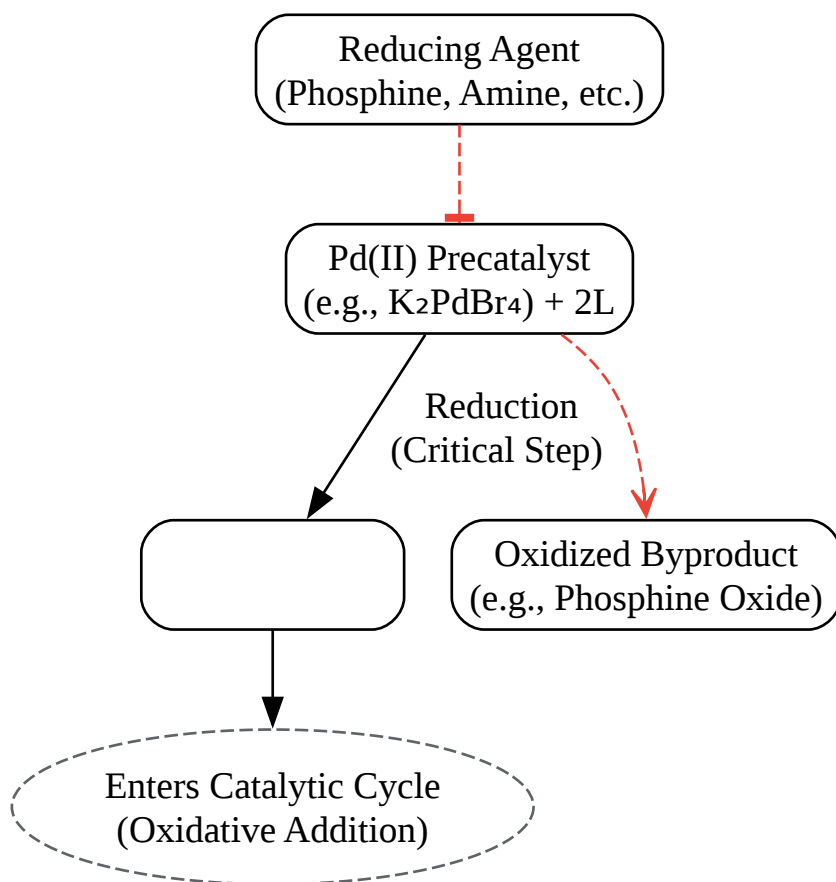 Reducing Agent
(Phosphine, Amine, etc.)
Pd(II) Precatalyst
(e.g., K₂PdBr₄) + 2L
Reduction
(Critical Step)
Oxidized Byproduct
(e.g., Phosphine Oxide)
Enters Catalytic Cycle
(Oxidative Addition)